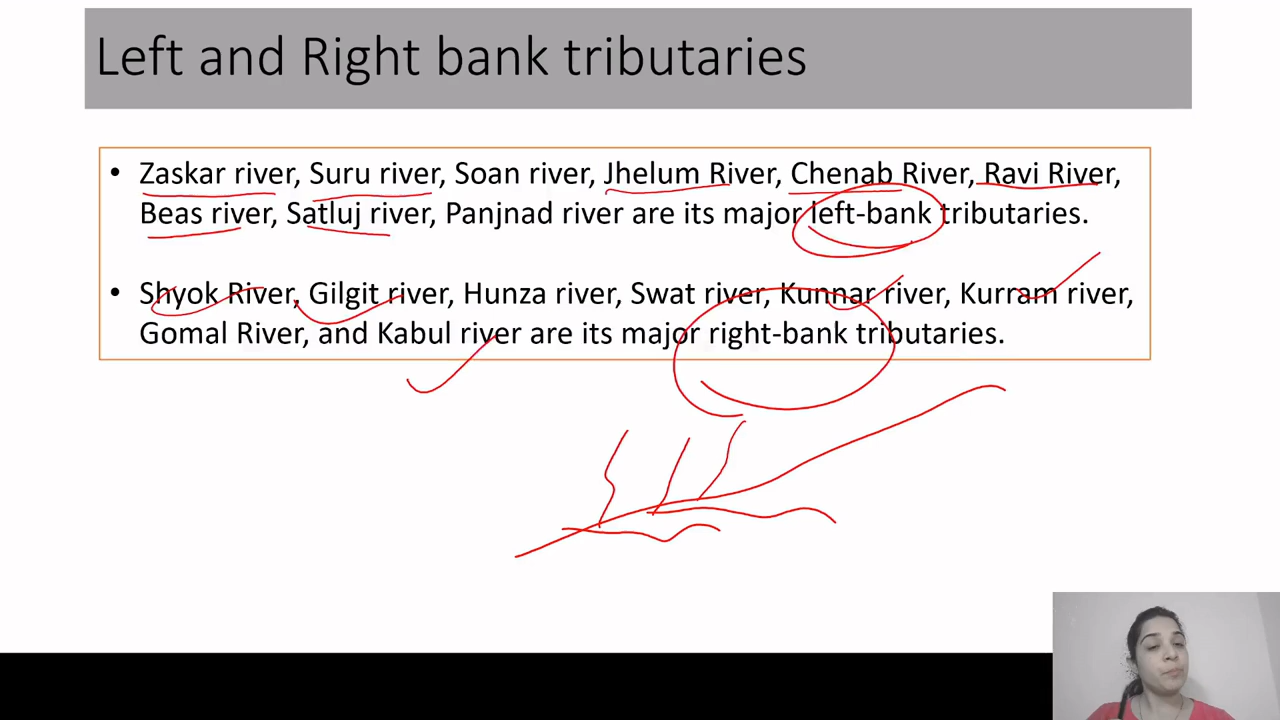 Left and Right bank tributaries
• Zaskar river, Suru river, Soan river, Jhelum River, Chenab River, Ravi River,
Beas river, Satluj river, Panjnad river are its major left-bank tributaries.
• Shyok River, Gilgit river, Hunza river, Swat river, Kunnar river, Kurram river,
Gomal River, and Kabul river are its major right-bank tributaries.